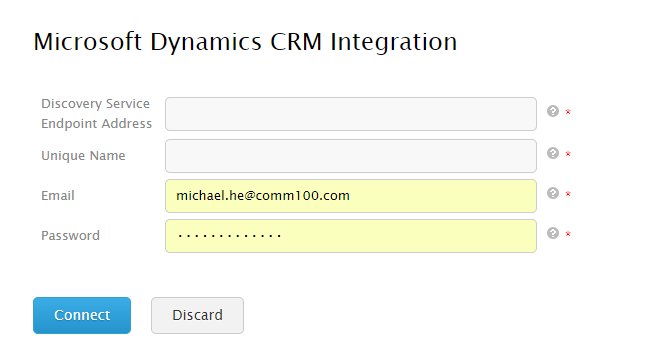 Microsoft Dynamics CRM Integration
Discovery Service
Endpoint Address
? *
Unique Name
? *
Email
michael.he@comm100.com
? *
Password
·············
? *
Connect
Discard